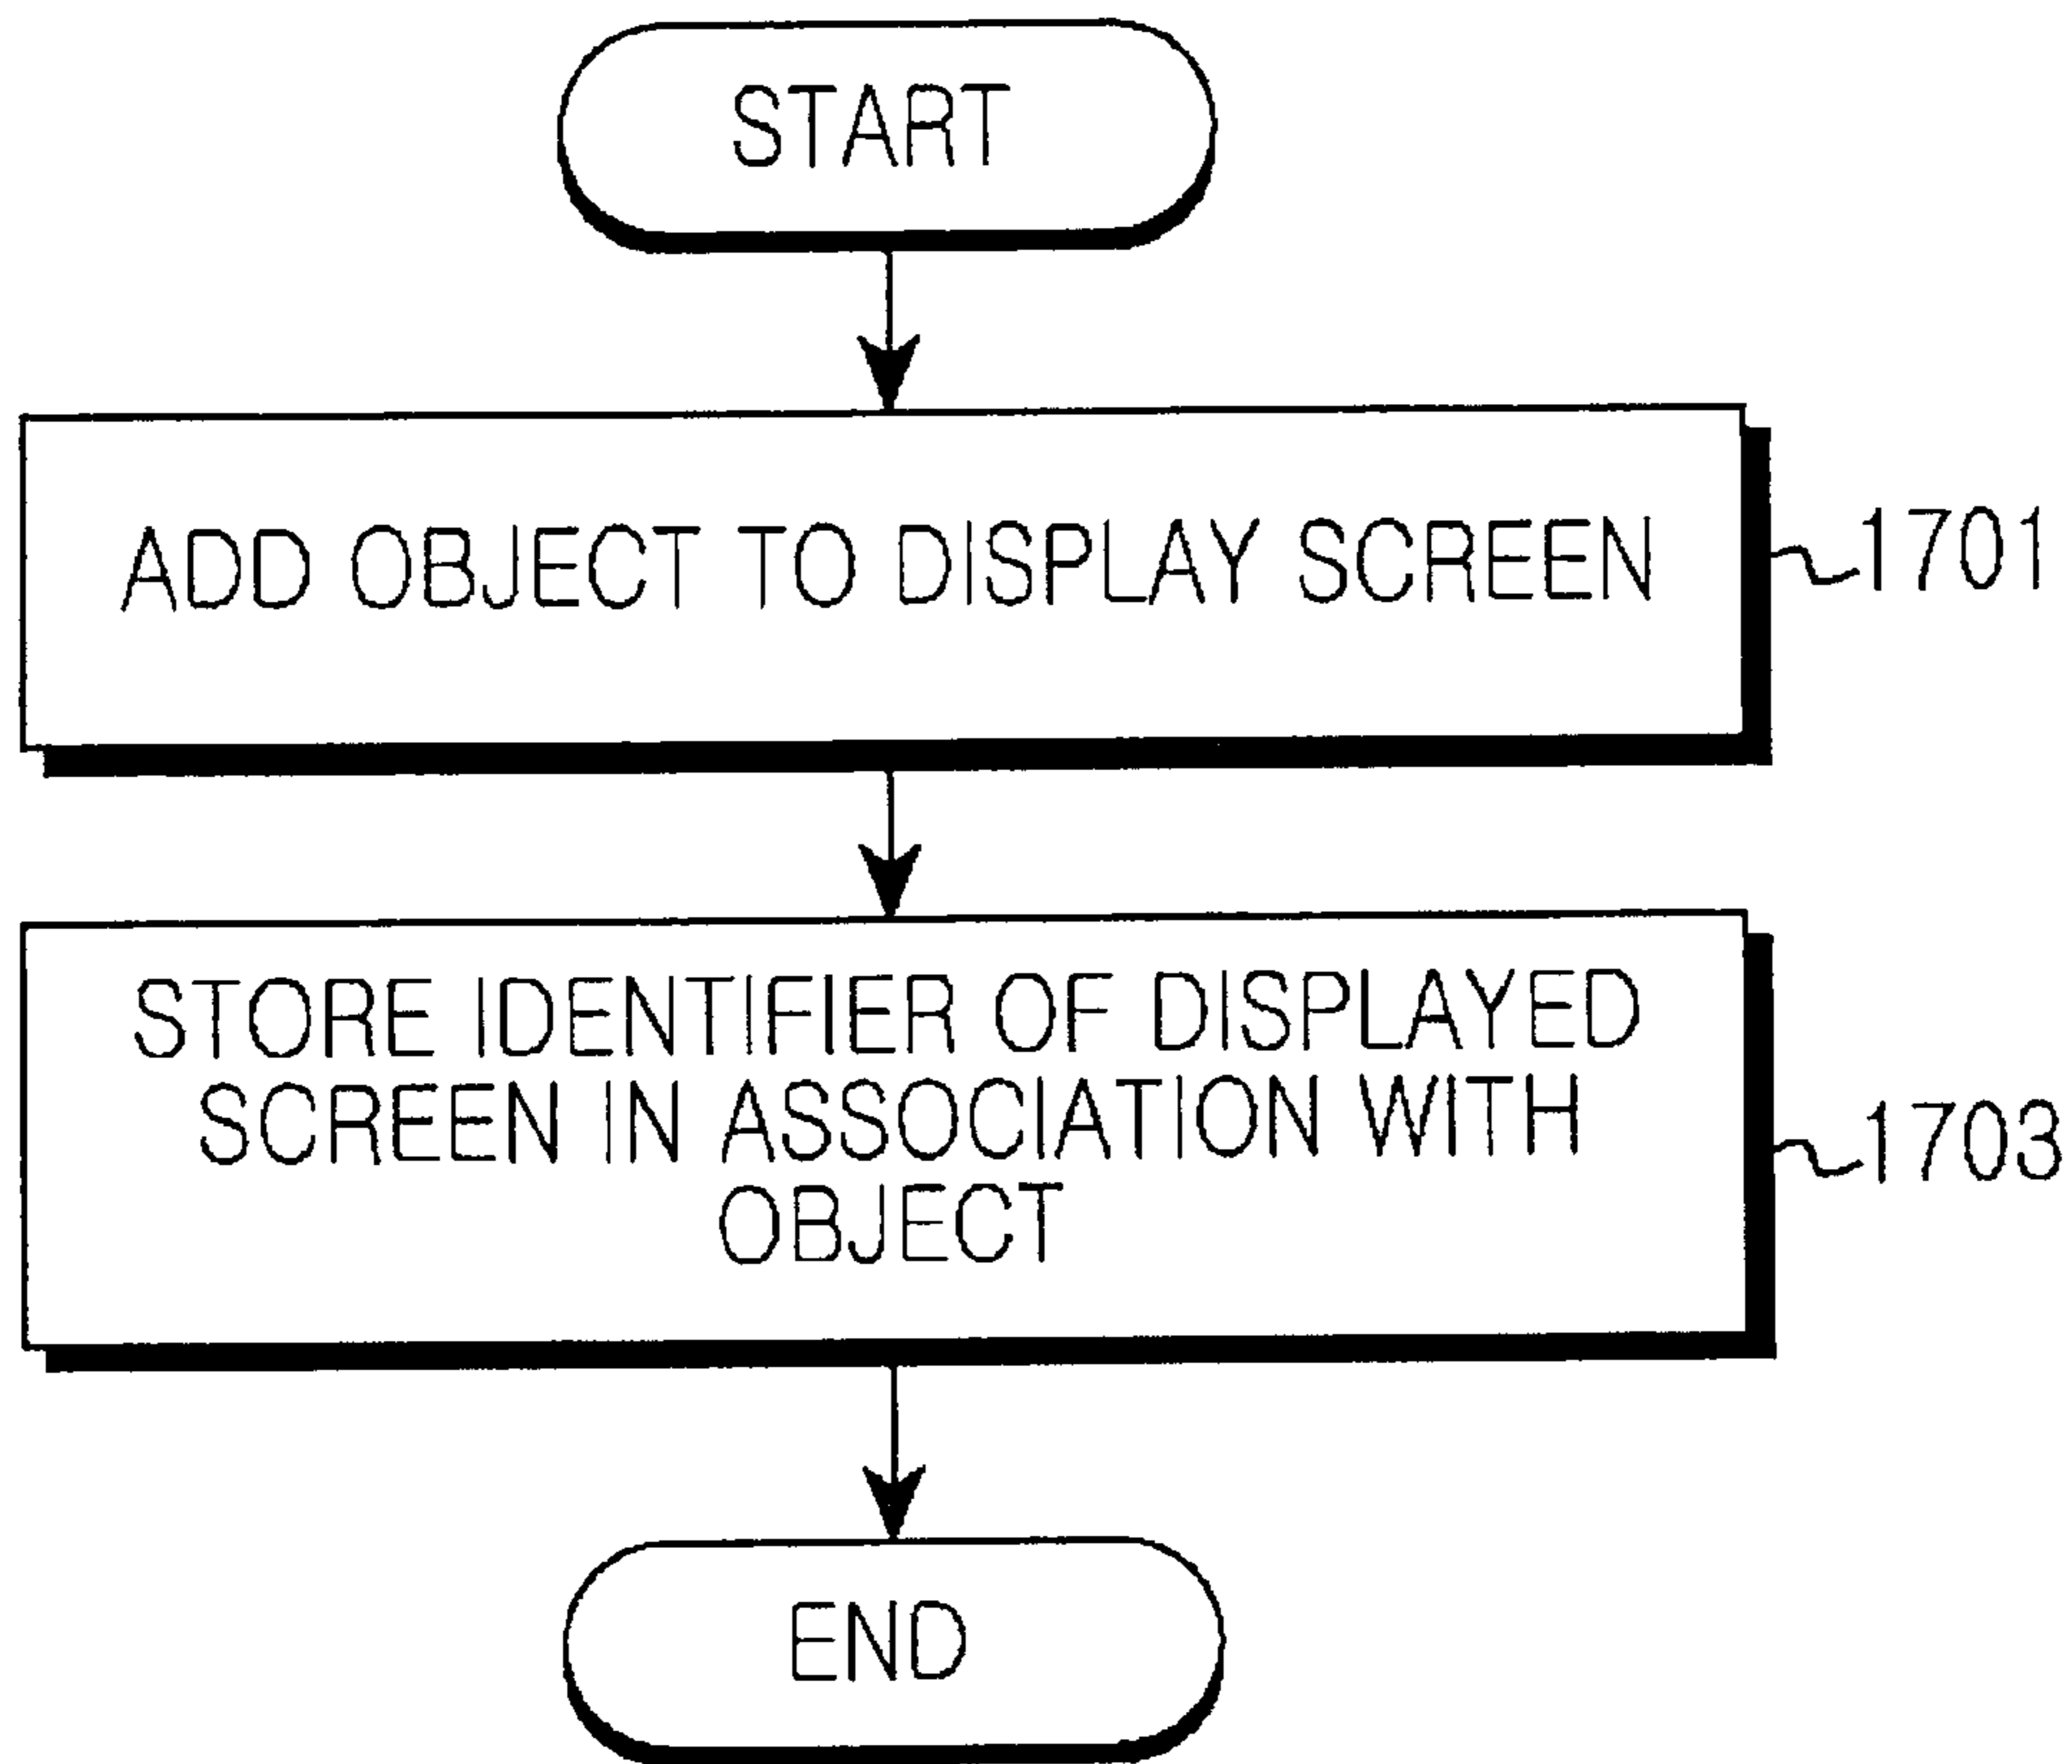 START
ADD OBJECT TO DISPLAY SCREEN
1701
STORE IDENTIFIER OF DISPLAYED
SCREEN IN ASSOCIATION WITH
OBJECT
1703
END